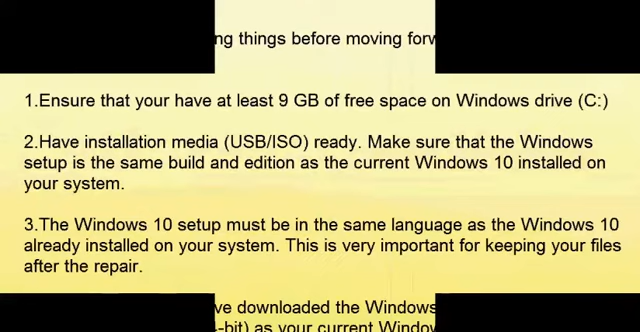 things before moving
1.Ensure that your have at least 9 GB of free space on Windows drive (C:)
2.Have installation media (USB/ISO) ready. Make sure that the Windows
setup is the same build and edition as the current Windows 10 installed on
your system.
3.The Windows 10 setup must be in the same language as the Windows 10
already installed on your system. This is very important for keeping your files
after the repair.
downloaded the Windows
-bit) as your current